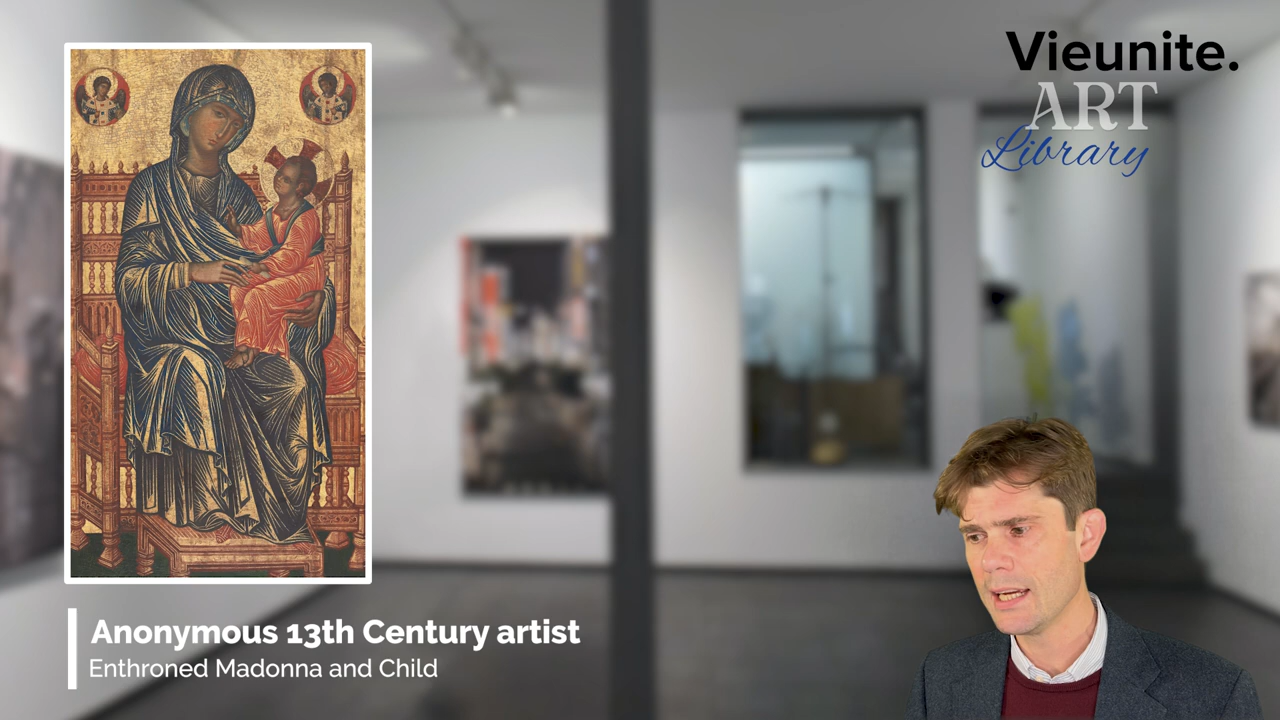 Vieunite.
ART
Library
Anonymous 13th Century artist
Enthroned Madonna and Child